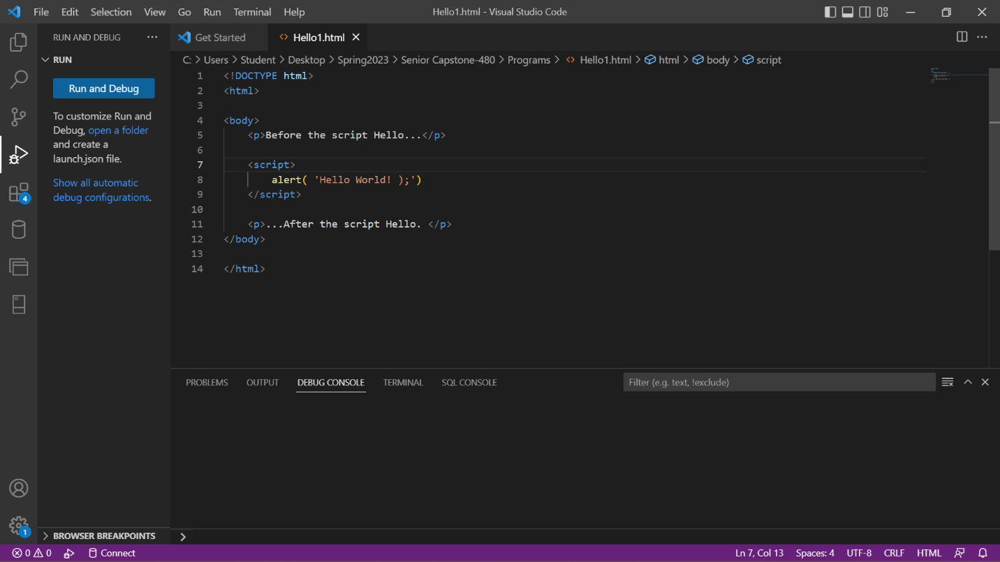 File Edit Selection View Go Run Terminal Help
Hello1.html - Visual Studio Code
RUN AND DEBUG ...
RUN
Run and Debug
To customize Run and
Debug, open a folder
and create a
launch.json file.
Show all automatic
debug configurations.
4
1
BROWSER BREAKPOINTS
Get Started
<> Hello1.html
C: > Users > Student > Desktop > Spring2023 > Senior Capstone-480 > Programs > <> Hello1.html > html > body > script
1 <!DOCTYPE html>
2 <html>
3
4 <body>
5 <p>Before the script Hello...</p>
6
7 <script>
8 alert( 'Hello World! );')
9 </script>
10
11 <p>...After the script Hello. </p>
12 </body>
13
14 </html>
PROBLEMS OUTPUT DEBUG CONSOLE TERMINAL SQL CONSOLE
Filter (e.g. text, !exclude)
>
0 0 Connect
Ln 7, Col 13 Spaces: 4 UTF-8 CRLF HTML